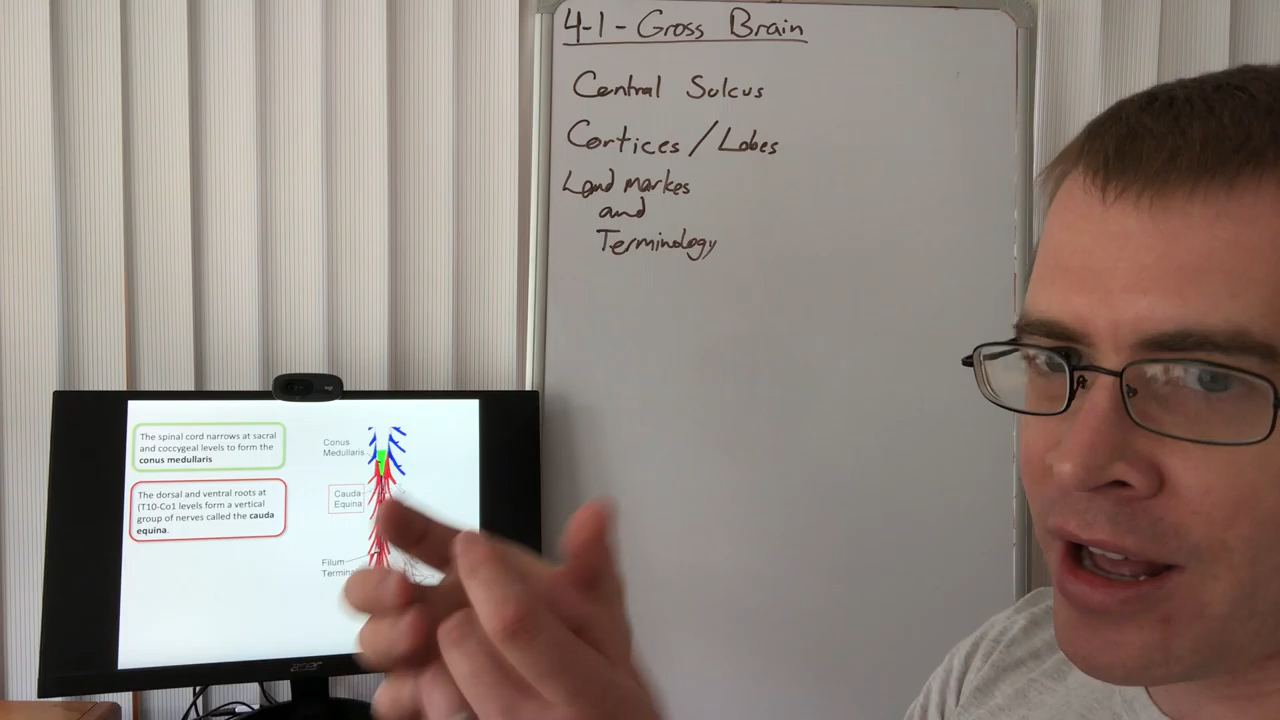 4-1 - Gross Brain
Central Sulcus
Cortices / Lobes
Land markes
and
Terminology
The spinal cord narrows at sacral
and coccygeal levels to form the
conus medullaris
The dorsal and ventral roots at
(T10-Co1 levels form a vertical
group of nerves called the cauda
equina.
Conus
Medullaris
Cauda
Equina
Filum
acer